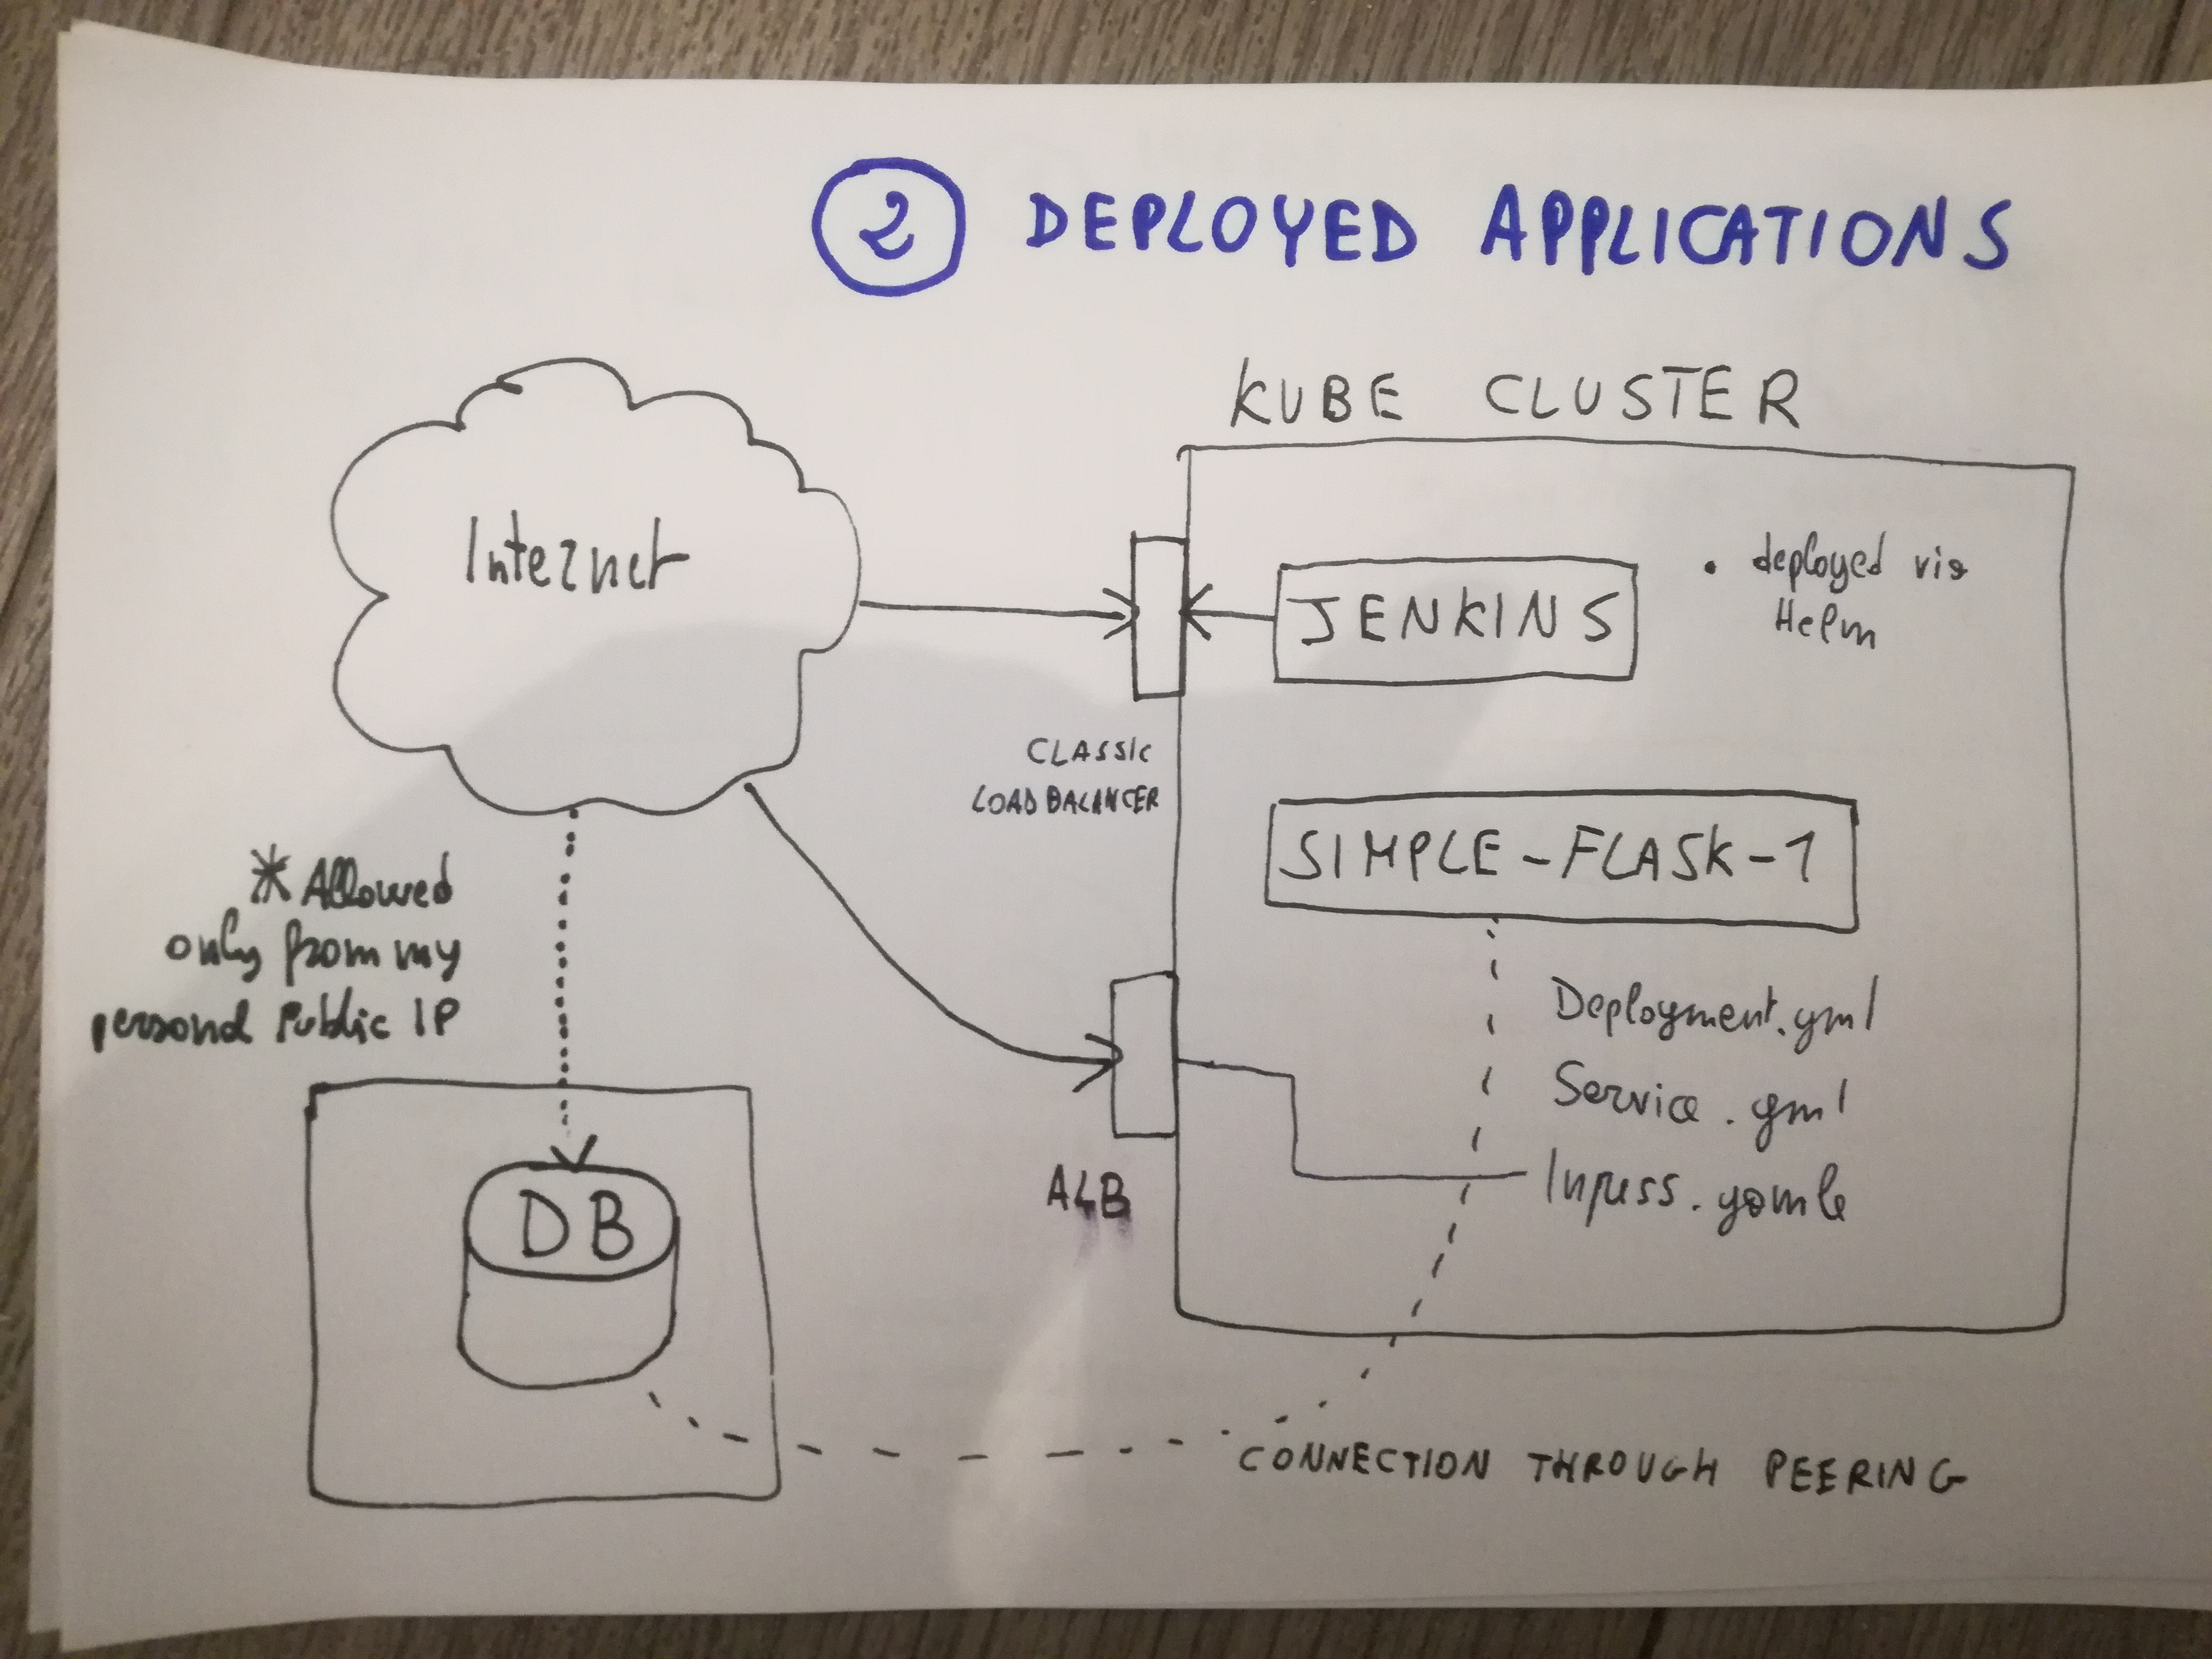 2 DEPLOYED APPLICATIONS
KUBE CLUSTER
Internet
JENKINS
• deployed via
Helm
CLASSIC
LOAD BALANCER
SIMPLE-FLASK-1
* Allowed
only from my
personal Public IP
Deployment.yml
Service.yml
Ingress.yamle
ALB
DB
CONNECTION THROUGH PEERING